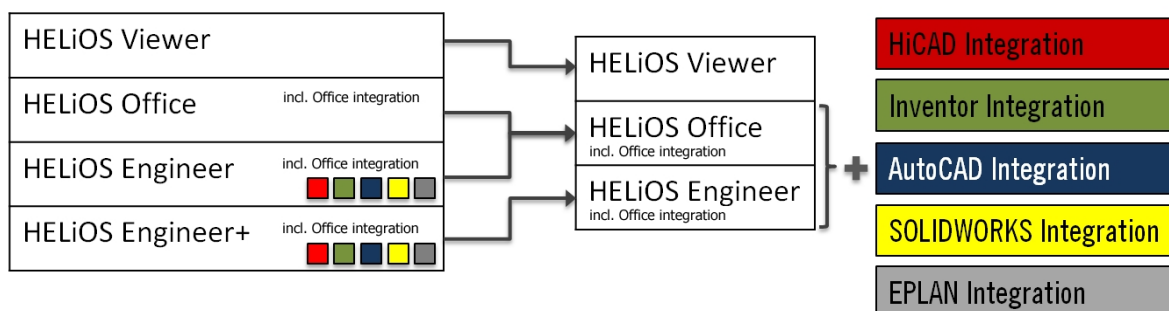 HELiOS Viewer
HELiOS Office incl. Office integration
HELiOS Engineer incl. Office integration
HELiOS Engineer+ incl. Office integration
HELiOS Viewer
HELiOS Office
incl. Office integration
HELiOS Engineer
incl. Office integration
+
HiCAD Integration
Inventor Integration
AutoCAD Integration
SOLIDWORKS Integration
EPLAN Integration